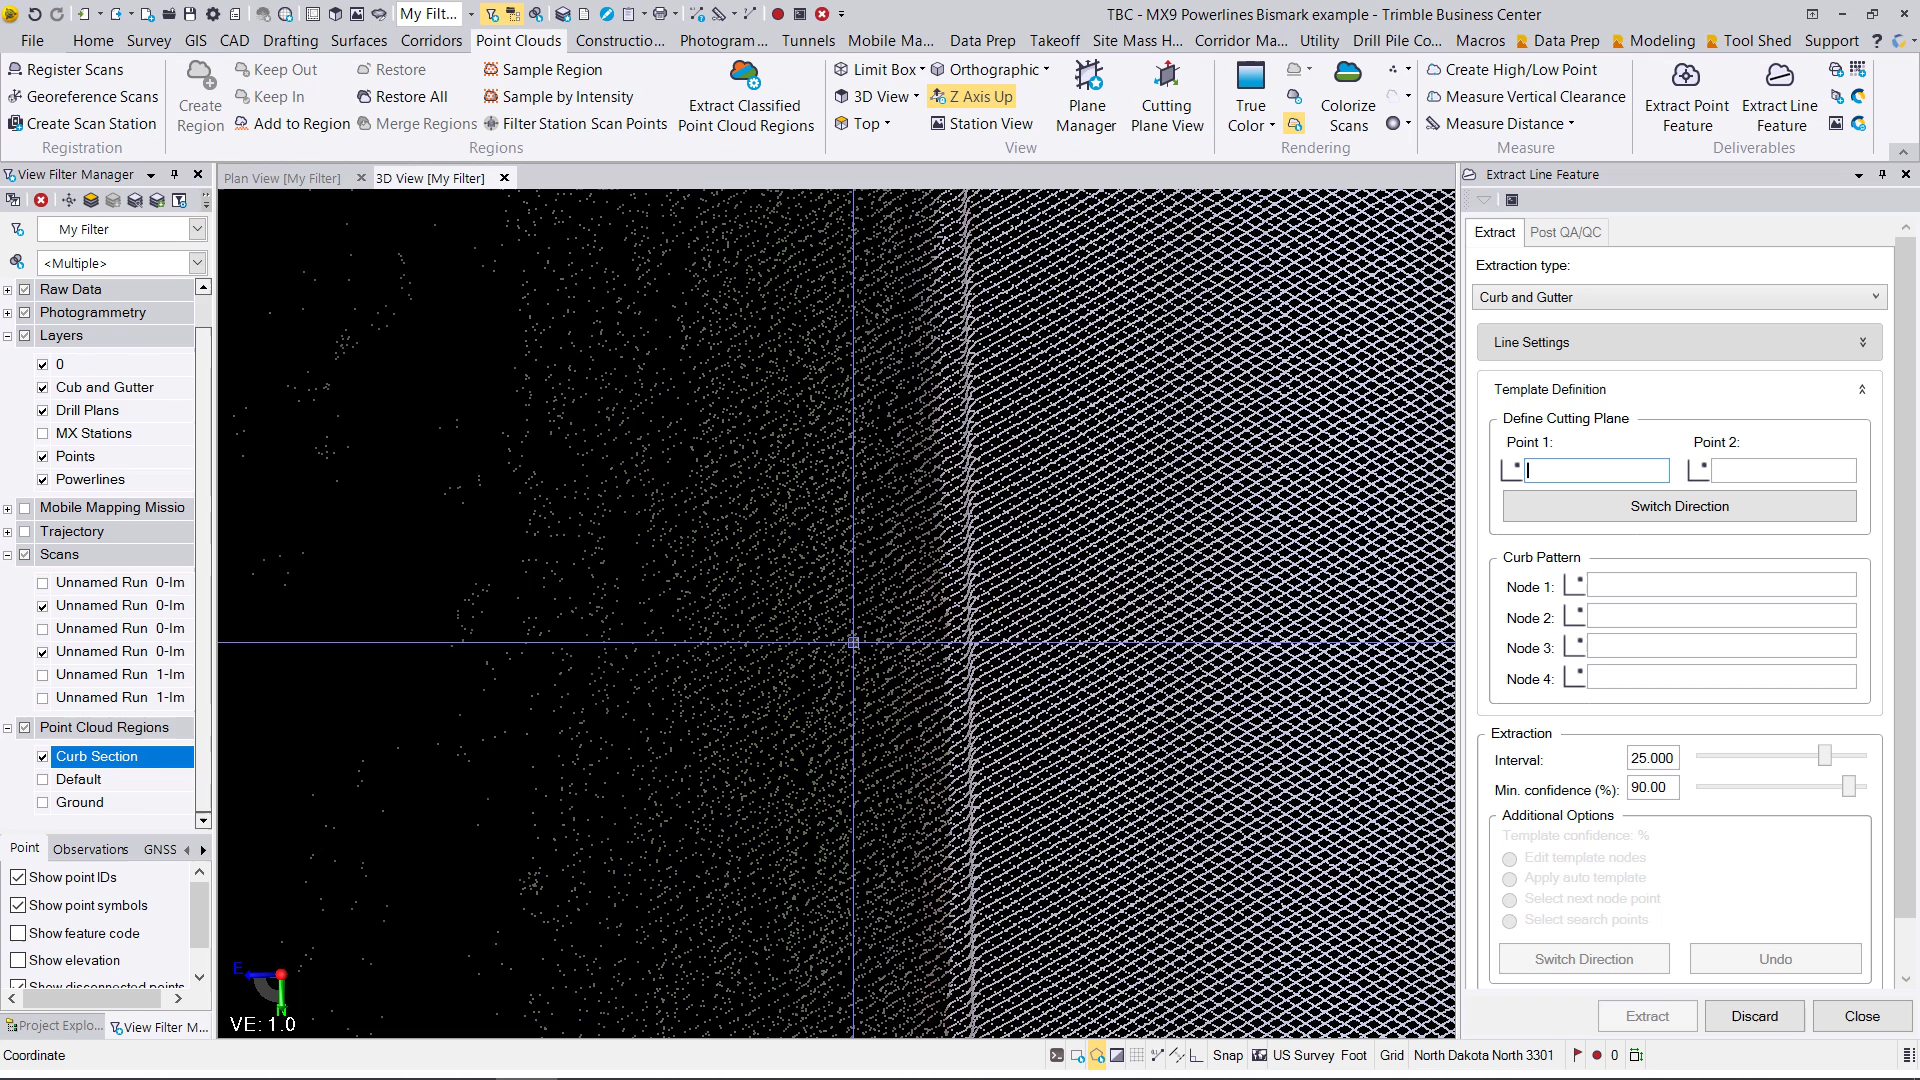 My Filt...
TBC - MX9 Powerlines Bismark example - Trimble Business Center
File Home Survey GIS CAD Drafting Surfaces Corridors Point Clouds Constructio... Photogram... Tunnels Mobile Ma... Data Prep Takeoff Site Mass H... Corridor Ma... Utility Drill Pile Co... Macros Data Prep Modeling Tool Shed Support
Register Scans
Georeference Scans
Create Scan Station
Registration
Create Region
Keep Out
Keep In
Add to Region
Restore
Restore All
Merge Regions
Sample Region
Sample by Intensity
Filter Station Scan Points
Extract Classified Point Cloud Regions
Regions
Limit Box
3D View
Top
Orthographic
Z Axis Up
Station View
Plane Manager
Cutting Plane View
View
True Color
Colorize Scans
Rendering
Create High/Low Point
Measure Vertical Clearance
Measure Distance
Measure
Extract Point Feature
Extract Line Feature
Deliverables
View Filter Manager
My Filter
<Multiple>
Raw Data
Photogrammetry
Layers
0
Cub and Gutter
Drill Plans
MX Stations
Points
Powerlines
Mobile Mapping Missio
Trajectory
Scans
Unnamed Run 0-Im
Unnamed Run 0-Im
Unnamed Run 0-Im
Unnamed Run 0-Im
Unnamed Run 1-Im
Unnamed Run 1-Im
Point Cloud Regions
Curb Section
Default
Ground
Point Observations GNSS
Show point IDs
Show point symbols
Show feature code
Show elevation
Show disconnected points
Project Explo...
View Filter M...
Coordinate
Plan View [My Filter]
3D View [My Filter]
E
N
VE: 1.0
Extract Line Feature
Extract
Post QA/QC
Extraction type:
Curb and Gutter
Line Settings
Template Definition
Define Cutting Plane
Point 1:
Point 2:
Switch Direction
Curb Pattern
Node 1:
Node 2:
Node 3:
Node 4:
Extraction
Interval: 25.000
Min. confidence (%): 90.00
Additional Options
Template confidence: %
Edit template nodes
Apply auto template
Select next node point
Select search points
Switch Direction
Undo
Extract
Discard
Close
Snap
US Survey Foot
Grid
North Dakota North 3301
0